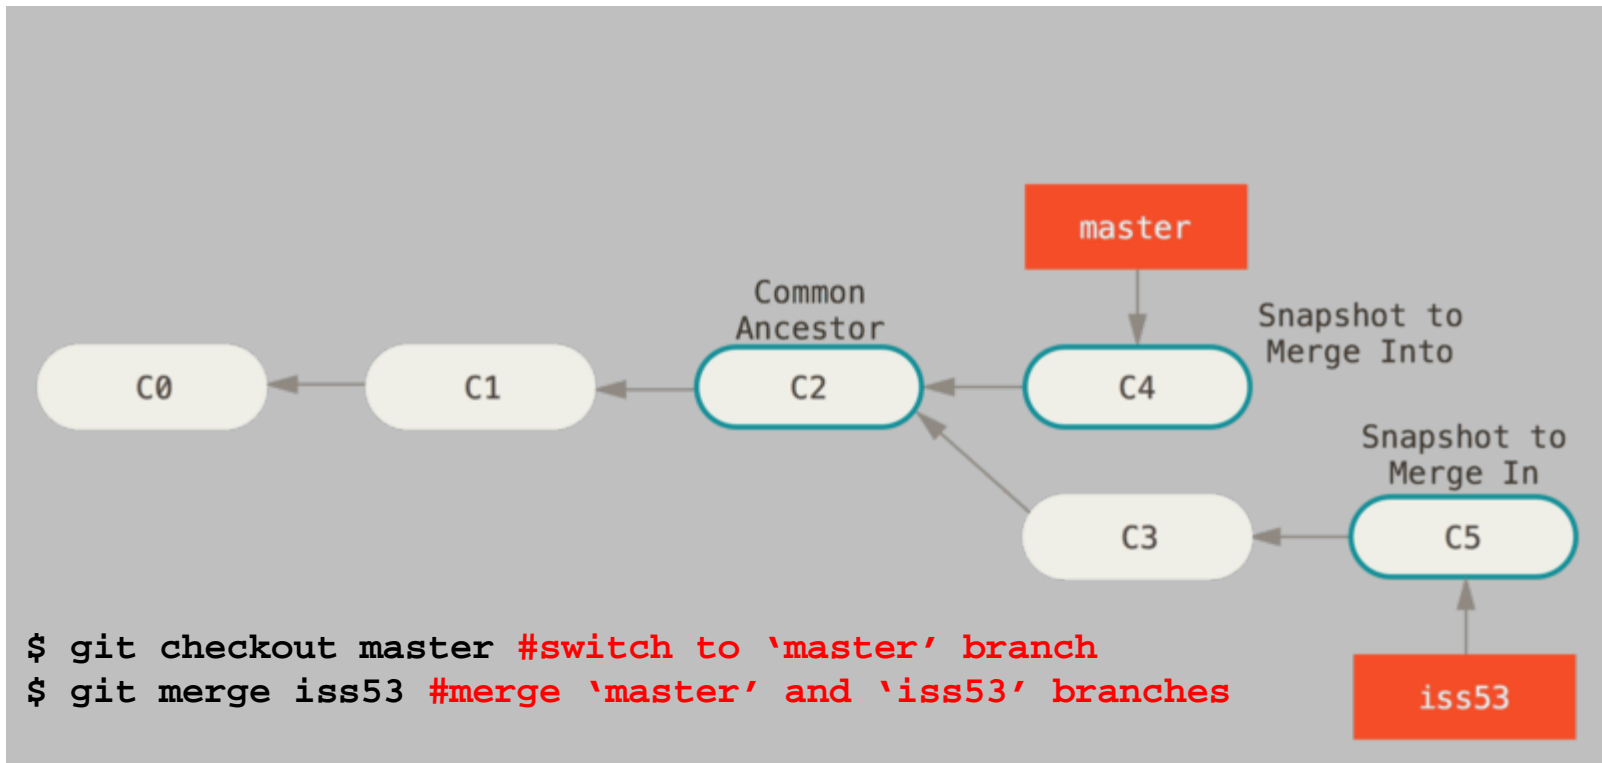 master
Common
Ancestor
Snapshot to
Merge Into
C0
C1
C2
C4
Snapshot to
Merge In
C3
C5
$ git checkout master #switch to ‘master’ branch
$ git merge iss53 #merge ‘master’ and ‘iss53’ branches
iss53